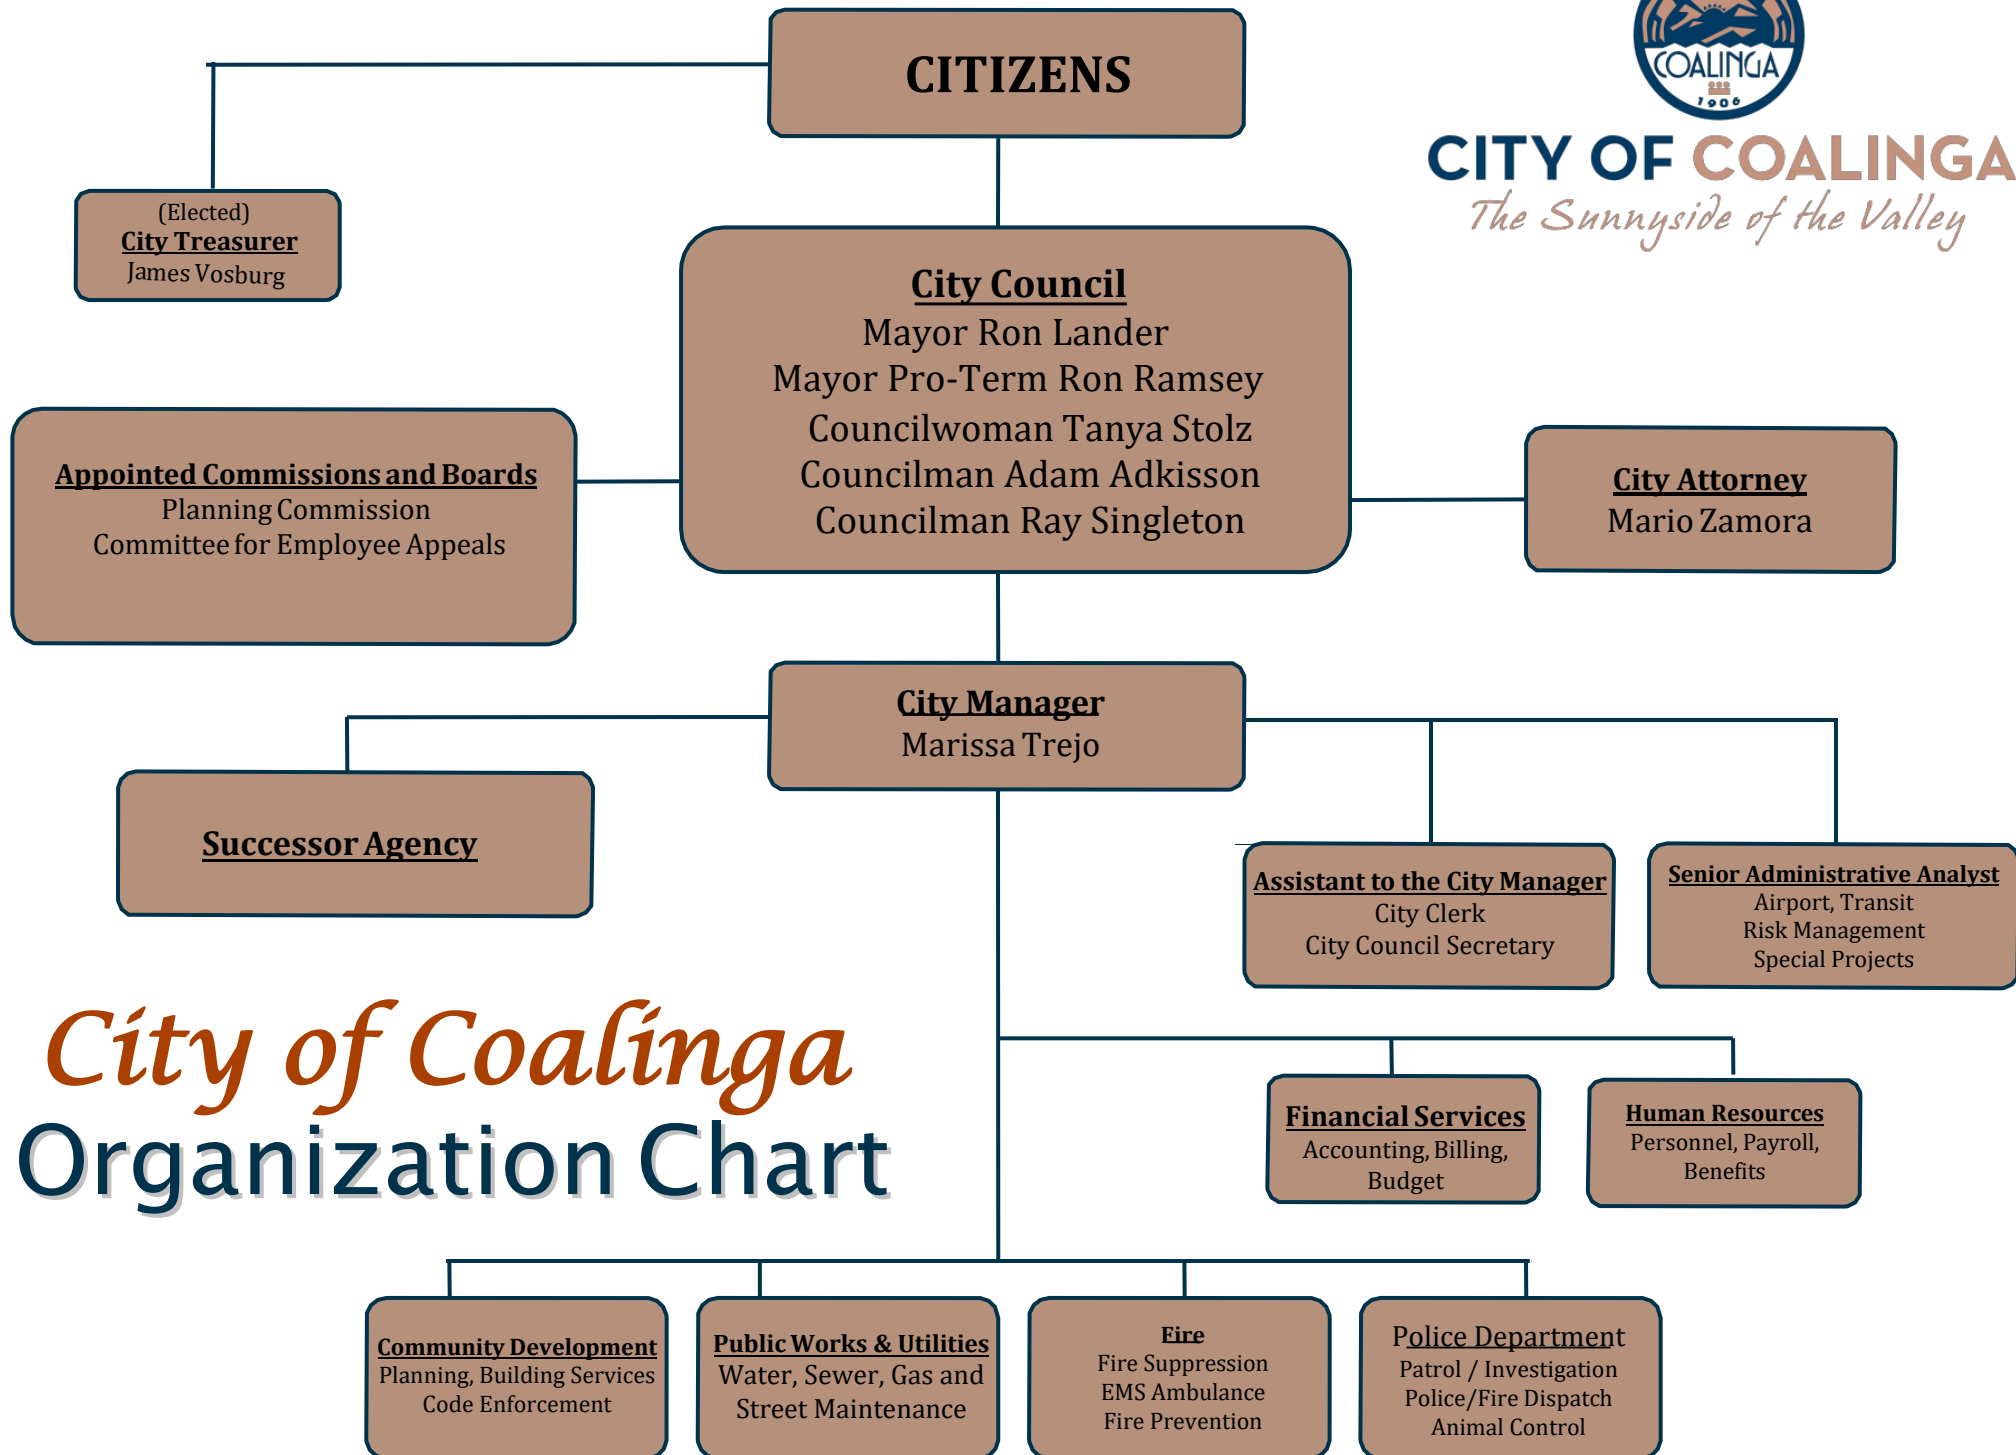 CITIZENS
COALINGA
1906
CITY OF COALINGA
The Sunnyside of the Valley
(Elected)
City Treasurer
James Vosburg
City Council
Mayor Ron Lander
Mayor Pro-Term Ron Ramsey
Councilwoman Tanya Stolz
Councilman Adam Adkisson
Councilman Ray Singleton
Appointed Commissions and Boards
Planning Commission
Committee for Employee Appeals
City Attorney
Mario Zamora
City Manager
Marissa Trejo
Successor Agency
Assistant to the City Manager
City Clerk
City Council Secretary
Senior Administrative Analyst
Airport, Transit
Risk Management
Special Projects
City of Coalinga
Organization Chart
Financial Services
Accounting, Billing,
Budget
Human Resources
Personnel, Payroll,
Benefits
Community Development
Planning, Building Services
Code Enforcement
Public Works & Utilities
Water, Sewer, Gas and
Street Maintenance
Fire
Fire Suppression
EMS Ambulance
Fire Prevention
Police Department
Patrol / Investigation
Police/Fire Dispatch
Animal Control